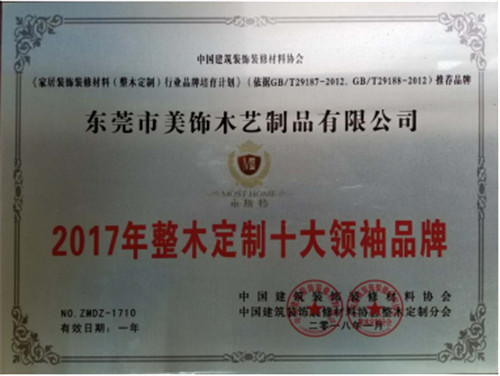 中国建筑装饰装修材料协会
《家居装饰装修材料（整木定制）行业品牌培育计划》（依据GB/T29187-2012、GB/T29188-2012）推荐品牌
东莞市美饰木艺制品有限公司
MOST HOME
2017年整木定制十大领袖品牌
NO.ZMDZ-1710
有效日期：一年
中国建筑装饰装修材料协会
中国建筑装饰装修材料协会整木定制分会
二〇一八年一月